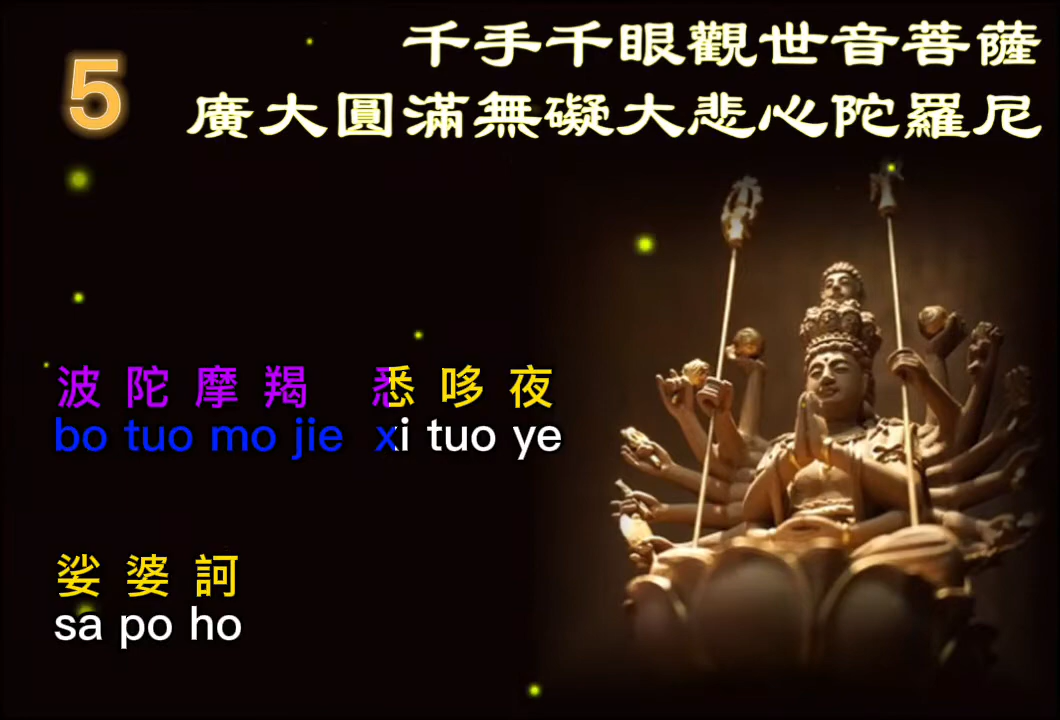 千手千眼觀世音菩薩
5
廣大圓滿無礙大悲心陀羅尼
波陀摩羯 悉哆夜
bo tuo mo jie xi tuo ye
娑婆訶
sa po ho